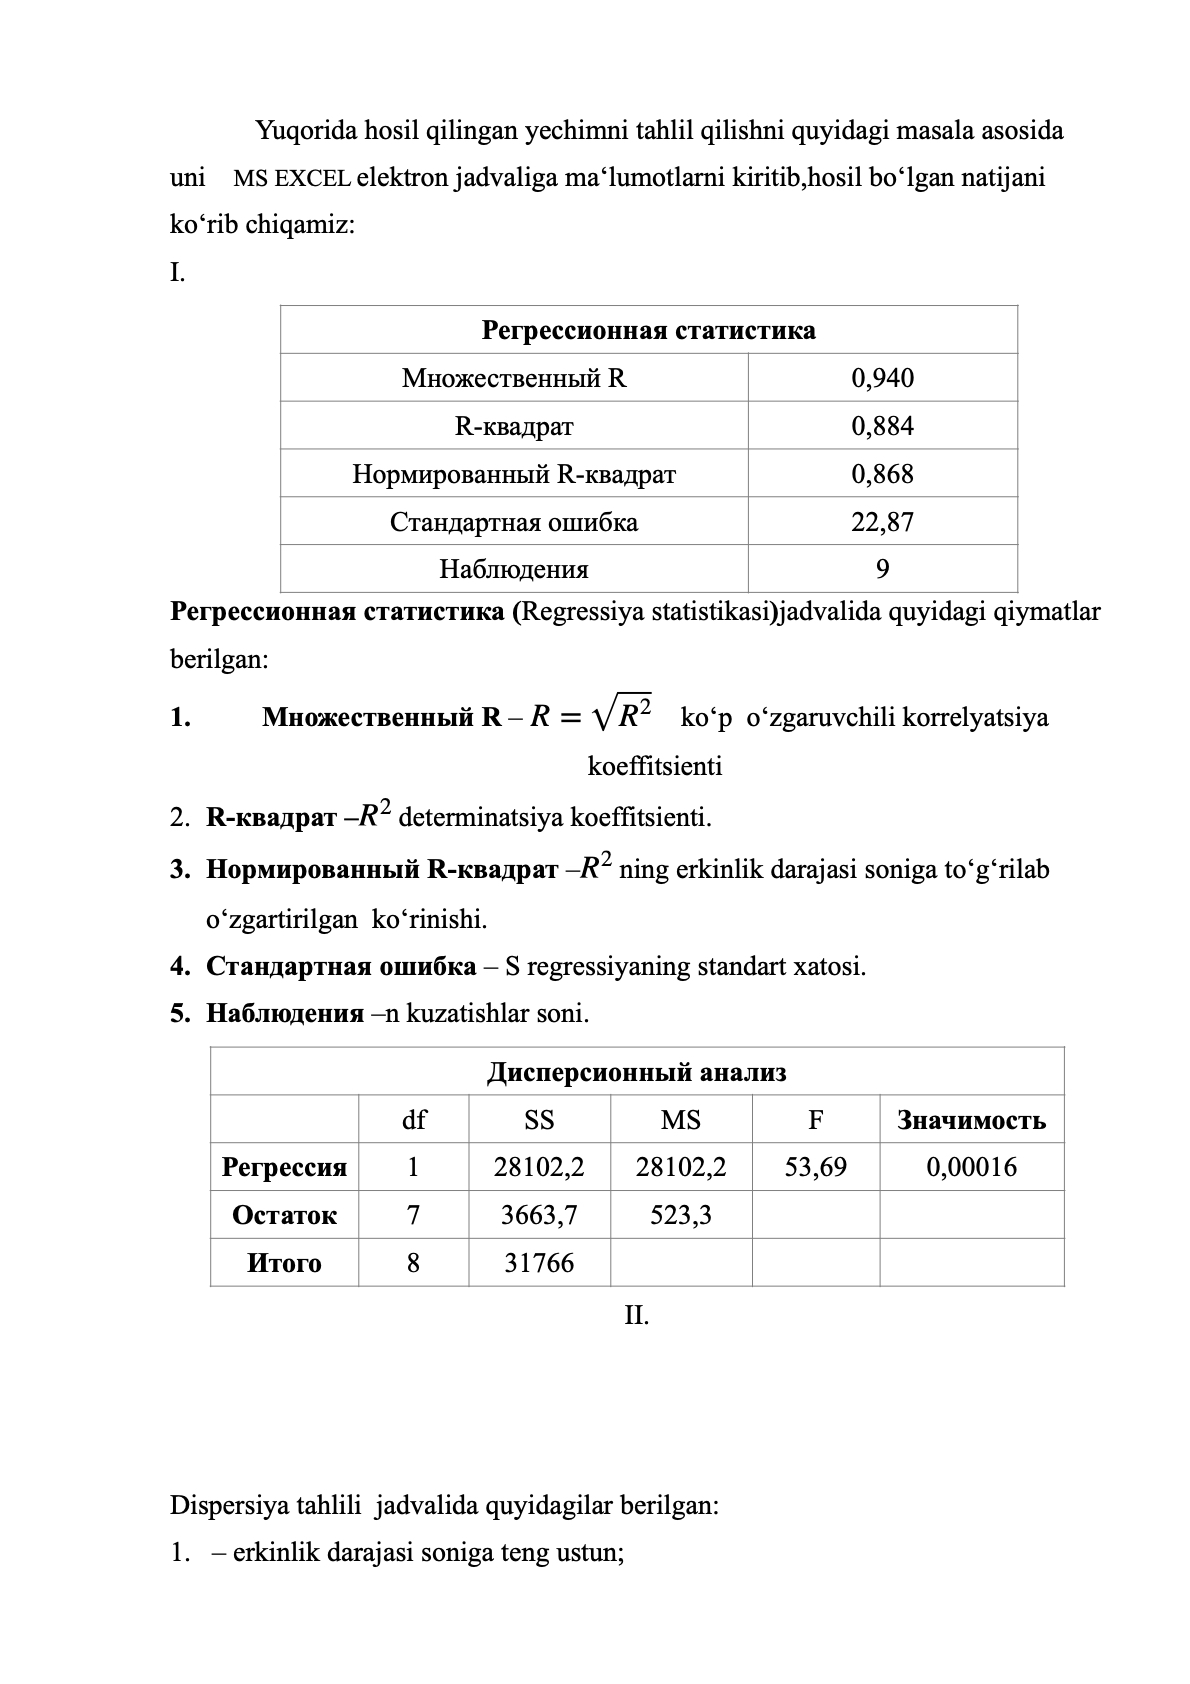 Yuqorida hosil qilingan yechimni tahlil qilishni quyidagi masala asosida
uni MS EXCEL elektron jadvaliga ma‘lumotlarni kiritib,hosil bo‘lgan natijani
ko‘rib chiqamiz:
I.
Регрессионная статистика
Множественный R 0,940
R-квадрат 0,884
Нормированный R-квадрат 0,868
Стандартная ошибка 22,87
Наблюдения 9
Регрессионная статистика (Regressiya statistikasi)jadvalida quyidagi qiymatlar
berilgan:
1. Множественный R – R = √R² ko‘p o‘zgaruvchili korrelyatsiya
koeffitsienti
2. R-квадрат –R² determinatsiya koeffitsienti.
3. Нормированный R-квадрат –R² ning erkinlik darajasi soniga to‘g‘rilab
o‘zgartirilgan ko‘rinishi.
4. Стандартная ошибка – S regressiyaning standart xatosi.
5. Наблюдения –n kuzatishlar soni.
Дисперсионный анализ
df SS MS F Значимость
Регрессия 1 28102,2 28102,2 53,69 0,00016
Остаток 7 3663,7 523,3
Итого 8 31766
II.
Dispersiya tahlili jadvalida quyidagilar berilgan:
1. – erkinlik darajasi soniga teng ustun;